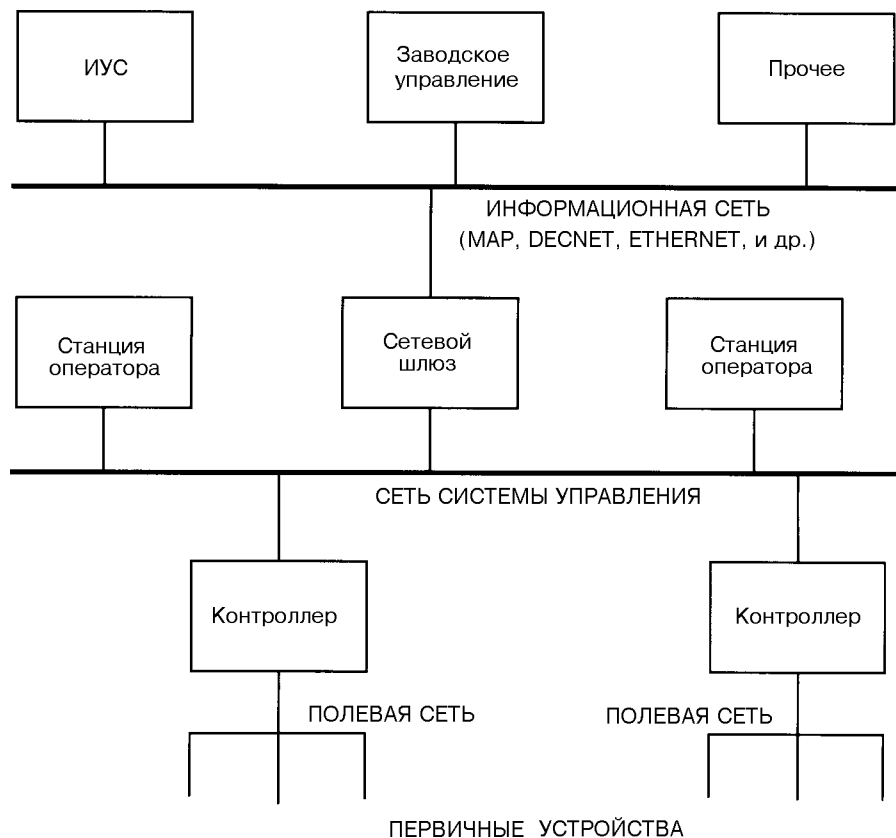 ИУС
Заводское
управление
Прочее
ИНФОРМАЦИОННАЯ СЕТЬ
(MAP, DECNET, ETHERNET, и др.)
Станция
оператора
Сетевой
шлюз
Станция
оператора
СЕТЬ СИСТЕМЫ УПРАВЛЕНИЯ
Контроллер
Контроллер
ПОЛЕВАЯ СЕТЬ
ПОЛЕВАЯ СЕТЬ
ПЕРВИЧНЫЕ УСТРОЙСТВА